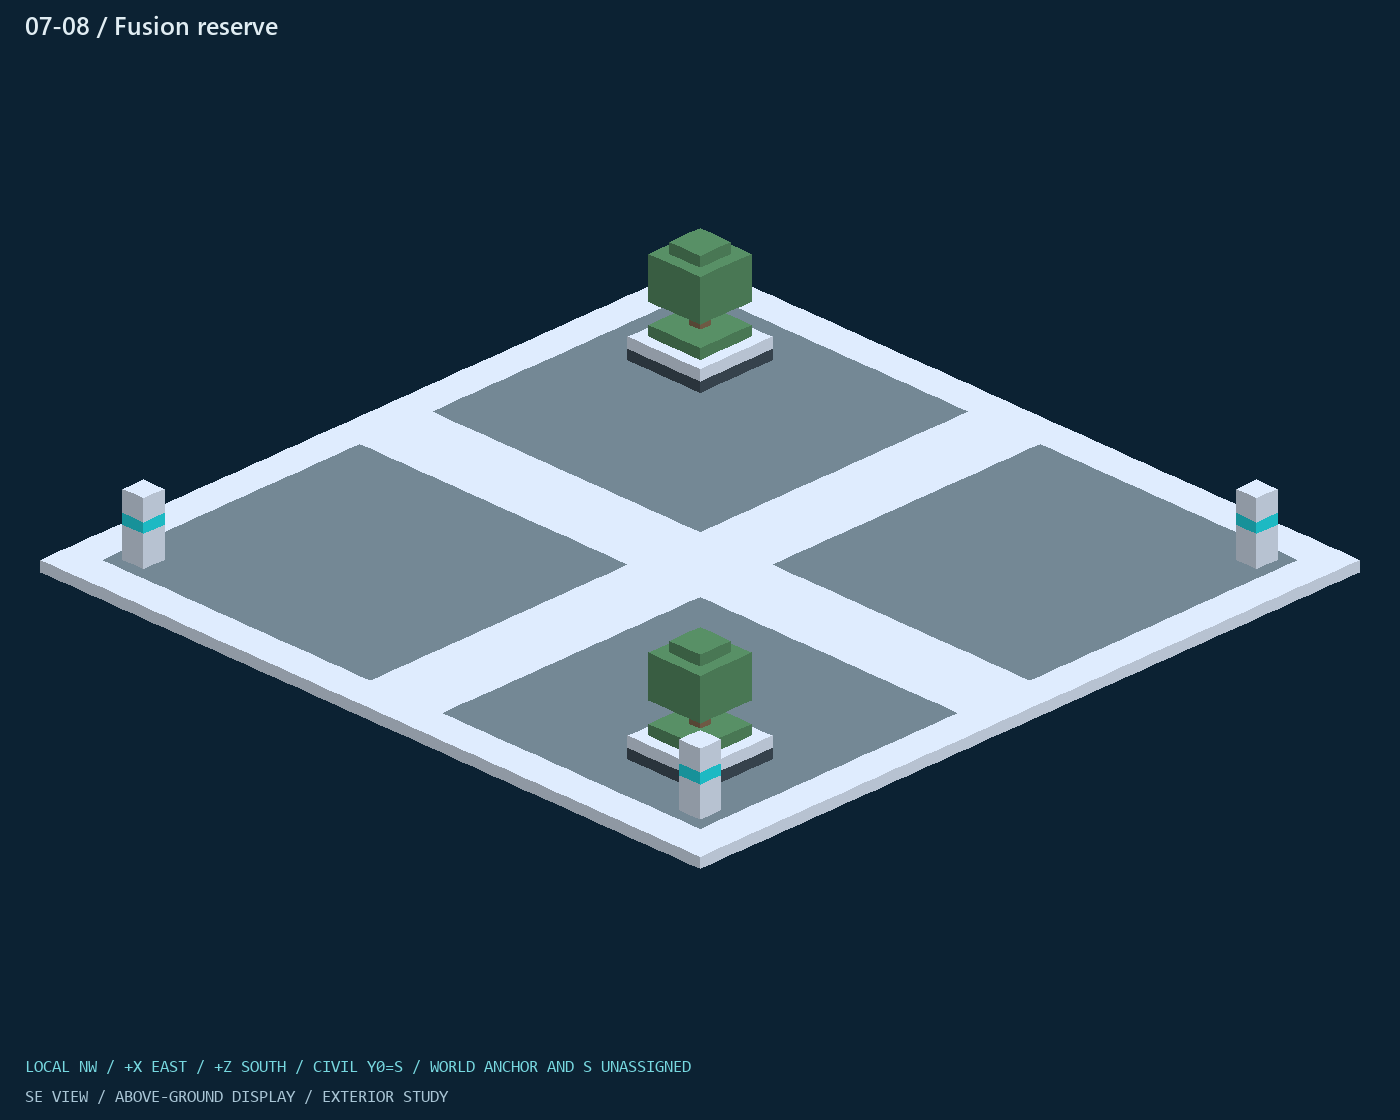 07-08 / Fusion reserve
LOCAL NW / +X EAST / +Z SOUTH / CIVIL Y0=S / WORLD ANCHOR AND S UNASSIGNED
SE VIEW / ABOVE-GROUND DISPLAY / EXTERIOR STUDY